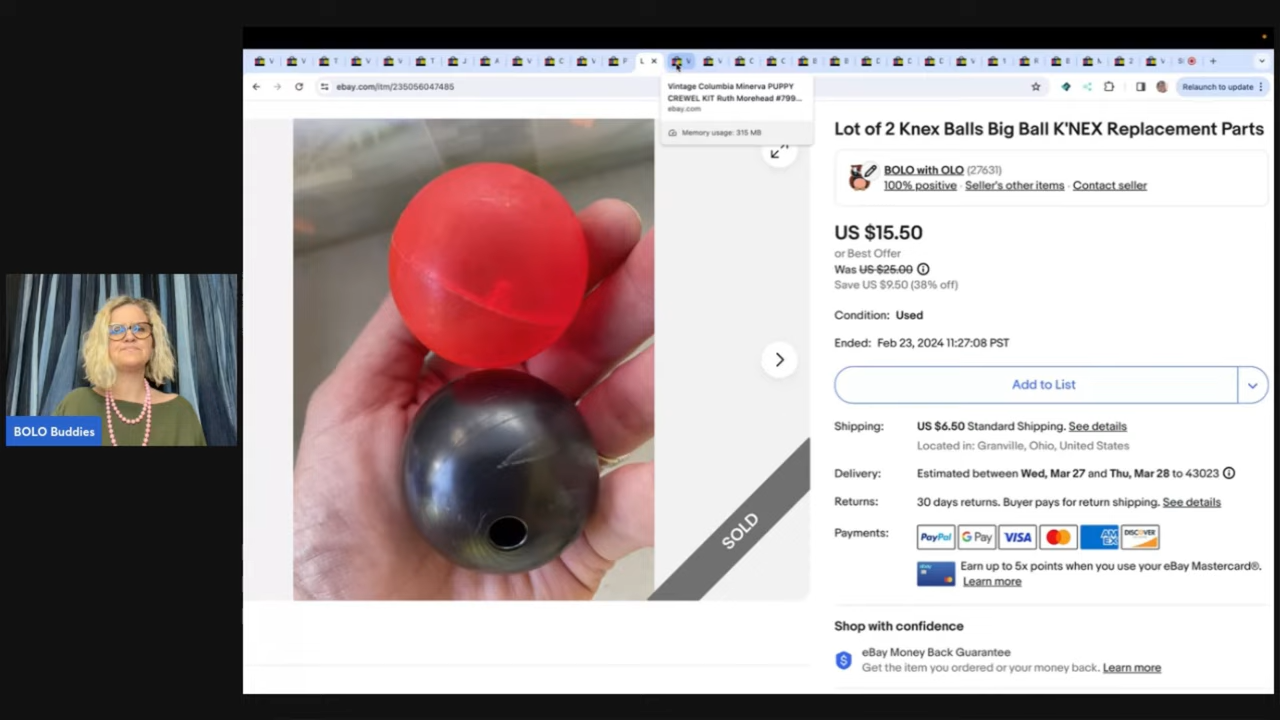 ebay.com/itm/235056047485
Relaunch to update
Vintage Columbia Minerva PUPPY
CREWEL KIT Ruth Morehead #799...
ebay.com
Memory usage: 315 MB
Lot of 2 Knex Balls Big Ball K'NEX Replacement Parts
BOLO with OLO (27631)
100% positive · Seller's other items · Contact seller
US $15.50
or Best Offer
Was US $25.00
Save US $9.50 (38% off)
Condition: Used
Ended: Feb 23, 2024 11:27:08 PST
Add to List
Shipping: US $6.50 Standard Shipping. See details
Located in: Granville, Ohio, United States
Delivery: Estimated between Wed, Mar 27 and Thu, Mar 28 to 43023
Returns: 30 days returns. Buyer pays for return shipping. See details
Payments: PayPal G Pay VISA AM EX DISCOVER
Earn up to 5x points when you use your eBay Mastercard®.
Learn more
Shop with confidence
eBay Money Back Guarantee
Get the item you ordered or your money back. Learn more
SOLD
BOLO Buddies